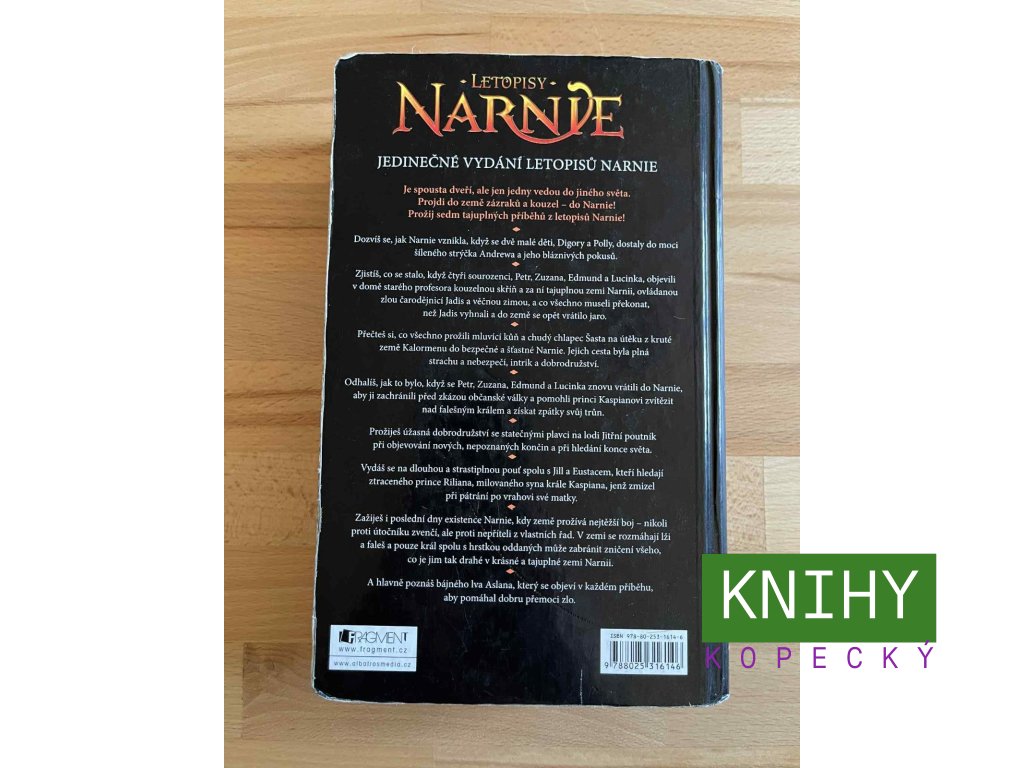 LETOPISY
NARNIE
JEDINEČNÉ VYDÁNÍ LETOPISŮ NARNIE
Je spousta dveří, ale jen jedny vedou do jiného světa.
Projdi do země zázraků a kouzel – do Narnie!
Prožij sedm tajuplných příběhů z letopisů Narnie!
Dozvíš se, jak Narnie vznikla, když se dvě malé děti, Digory a Polly, dostaly do moci
šíleného strýčka Andrewa a jeho bláznivých pokusů.
Zjistíš, co se stalo, když čtyři sourozenci, Petr, Zuzana, Edmund a Lucinka, objevili
v domě starého profesora kouzelnou skříň a za ní tajuplnou zemi Narnii, ovládanou
zlou čarodějnicí Jadis a věčnou zimou, a co všechno museli překonat,
než Jadis vyhnali a do země se opět vrátilo jaro.
Přečteš si, co všechno prožili mluvící kůň a chudý chlapec Šasta na útěku z kruté
země Kalormenu do bezpečné a šťastné Narnie. Jejich cesta byla plná
strachu a nebezpečí, intrik a dobrodružství.
Odhalíš, jak to bylo, když se Petr, Zuzana, Edmund a Lucinka znovu vrátili do Narnie,
aby ji zachránili před zkázou občanské války a pomohli princi Kaspianovi zvítězit
nad falešným králem a získat zpátky svůj trůn.
Prožiješ úžasná dobrodružství se statečnými plavci na lodi Jitřní poutník
při objevování nových, nepoznaných končin a při hledání konce světa.
Vydáš se na dlouhou a strastiplnou pouť spolu s Jill a Eustacem, kteří hledají
ztraceného prince Riliana, milovaného syna krále Kaspiana, jenž zmizel
při pátrání po vrahovi své matky.
Zažiješ i poslední dny existence Narnie, kdy země prožívá nejtěžší boj – nikoli
proti útočníku zvenčí, ale proti nepříteli z vlastních řad. V zemi se rozmáhají lži
a faleš a pouze král spolu s hrstkou oddaných může zabránit zničení všeho,
co je jim tak drahé v krásné a tajuplné zemi Narnii.
A hlavně poznáš bájného lva Aslana, který se objeví v každém příběhu,
aby pomáhal dobru přemoci zlo.
FRAGMENT
www.fragment.cz
www.albatrosmedia.cz
ISBN 978-80-253-1614-6
9 788025 316146
KNIHY
KOPECKÝ